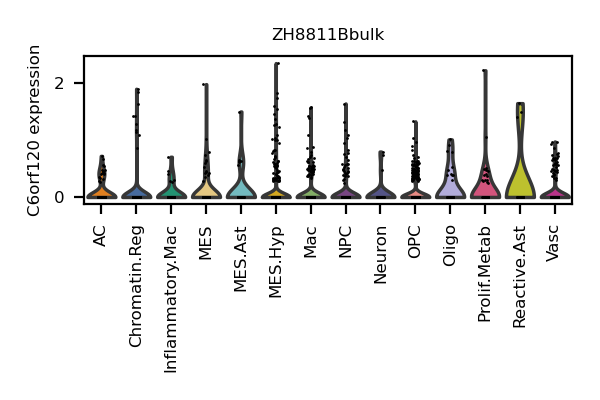 ZH8811Bbulk
C6orf120 expression
2
0
AC
Chromatin.Reg
Inflammatory.Mac
MES
MES.Ast
MES.Hyp
Mac
NPC
Neuron
OPC
Oligo
Prolif.Metab
Reactive.Ast
Vasc